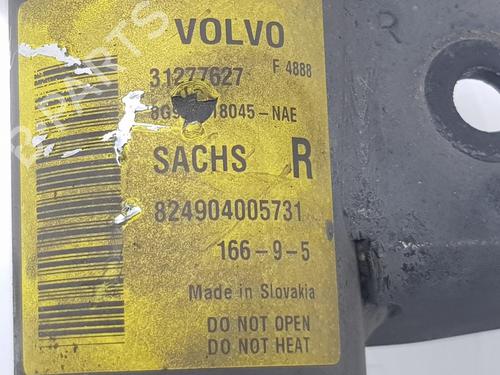 VOLVO
31277627 F 4888
18045-NAE
SACHS R
824904005731
166-9-5
Made in Slovakia
DO NOT OPEN
DO NOT HEAT
R
B-PARTS